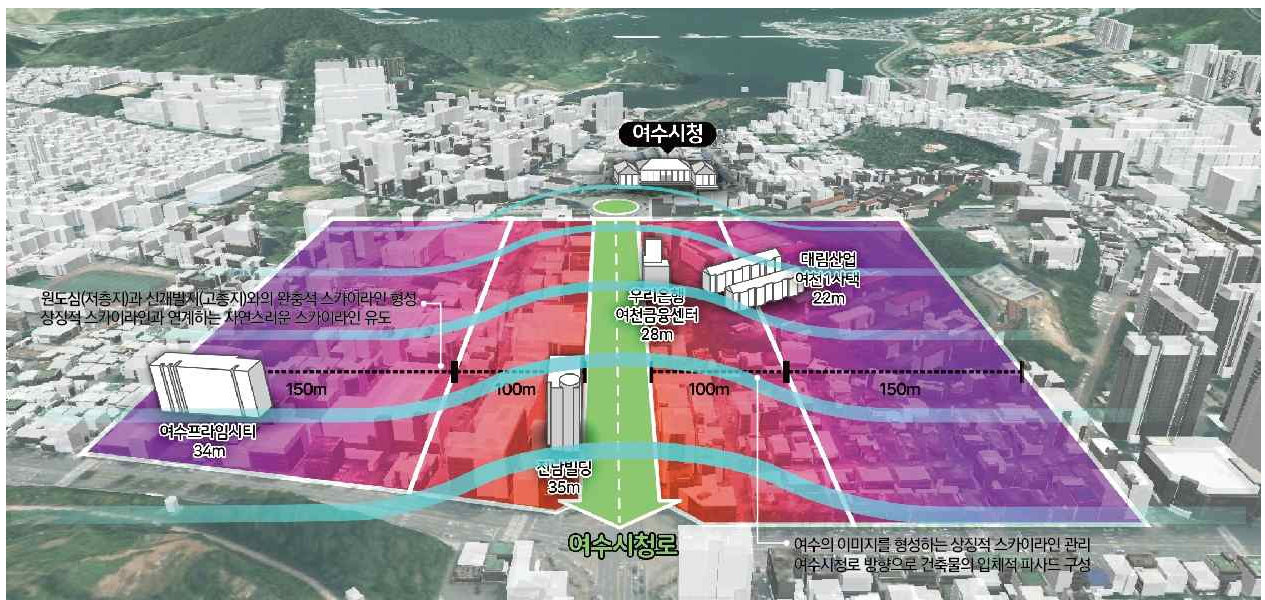 여수시청
대림산업
여천1사택
22m
우리은행
여천금융센터
28m
원도심(저층지)과 신개발지(고층지)와의 완충적 스카이라인 형성
상징적 스카이라인과 연계하는 자연스러운 스카이라인 유도
150m
100m
100m
150m
여수프라임시티
34m
전남빌딩
35m
여수시청로
여수의 이미지를 형성하는 상징적 스카이라인 관리
여수시청로 방향으로 건축물의 입체적 파사드 구성